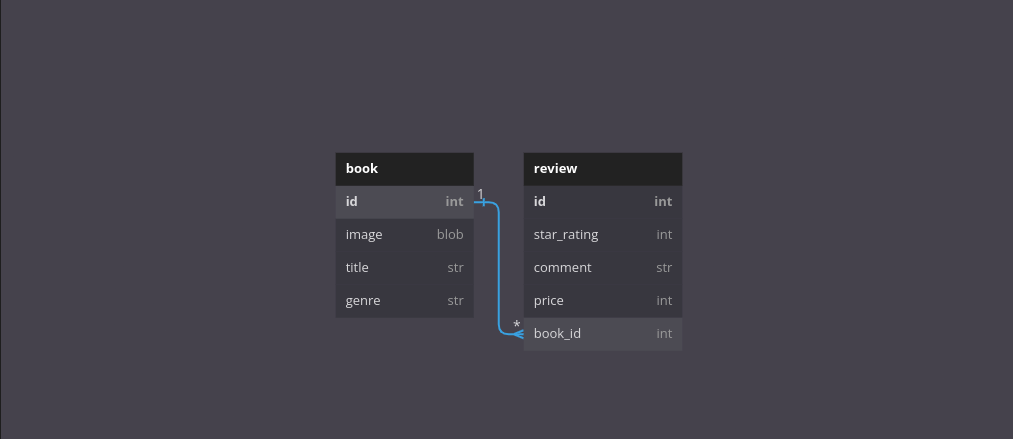 book
id int
image blob
title str
genre str
1
*
review
id int
star_rating int
comment str
price int
book_id int